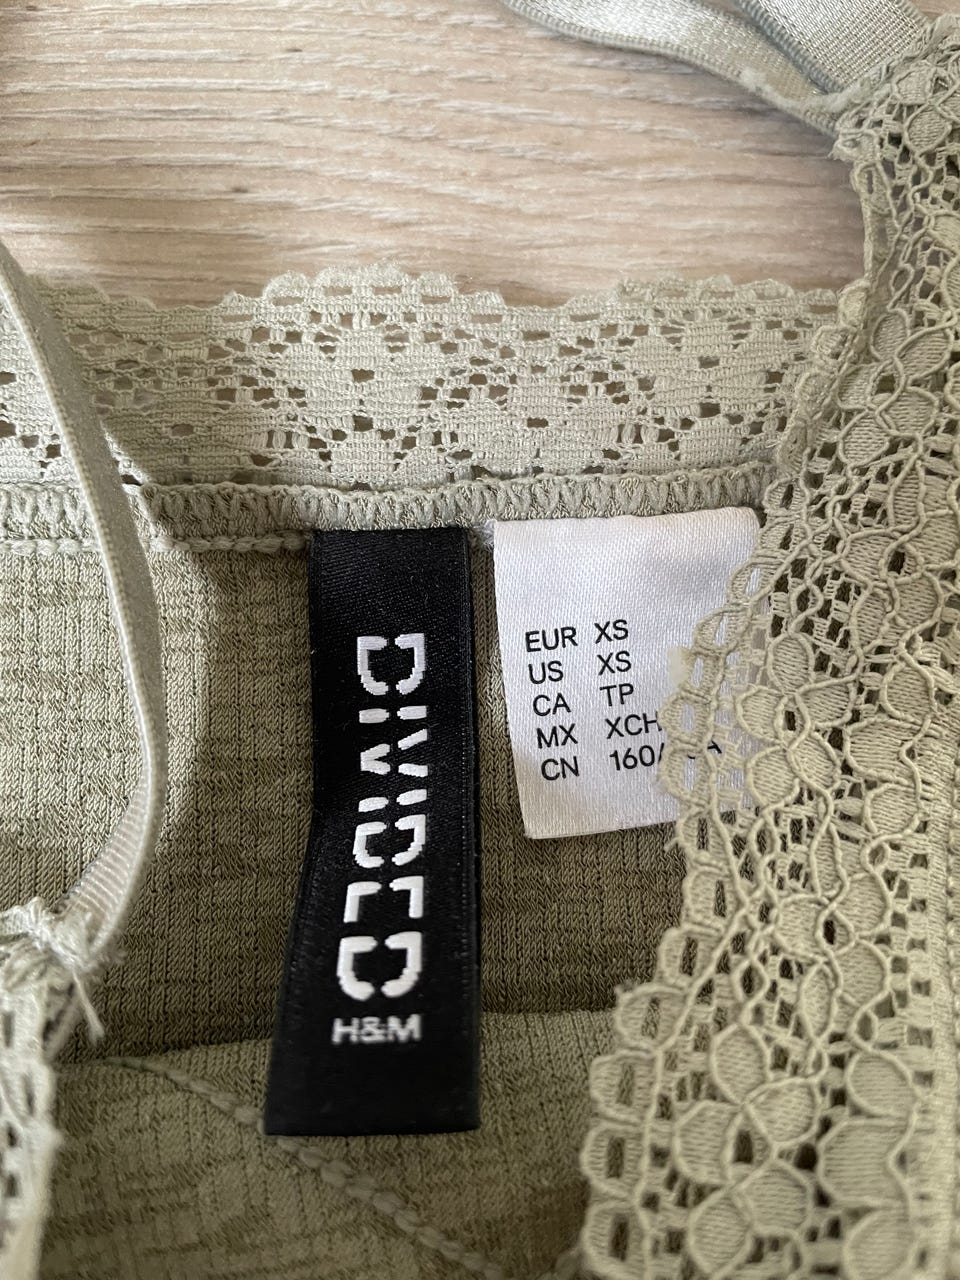 DIVIDED
H&M
EUR XS
US XS
CA TP
MX XCH
CN 160/